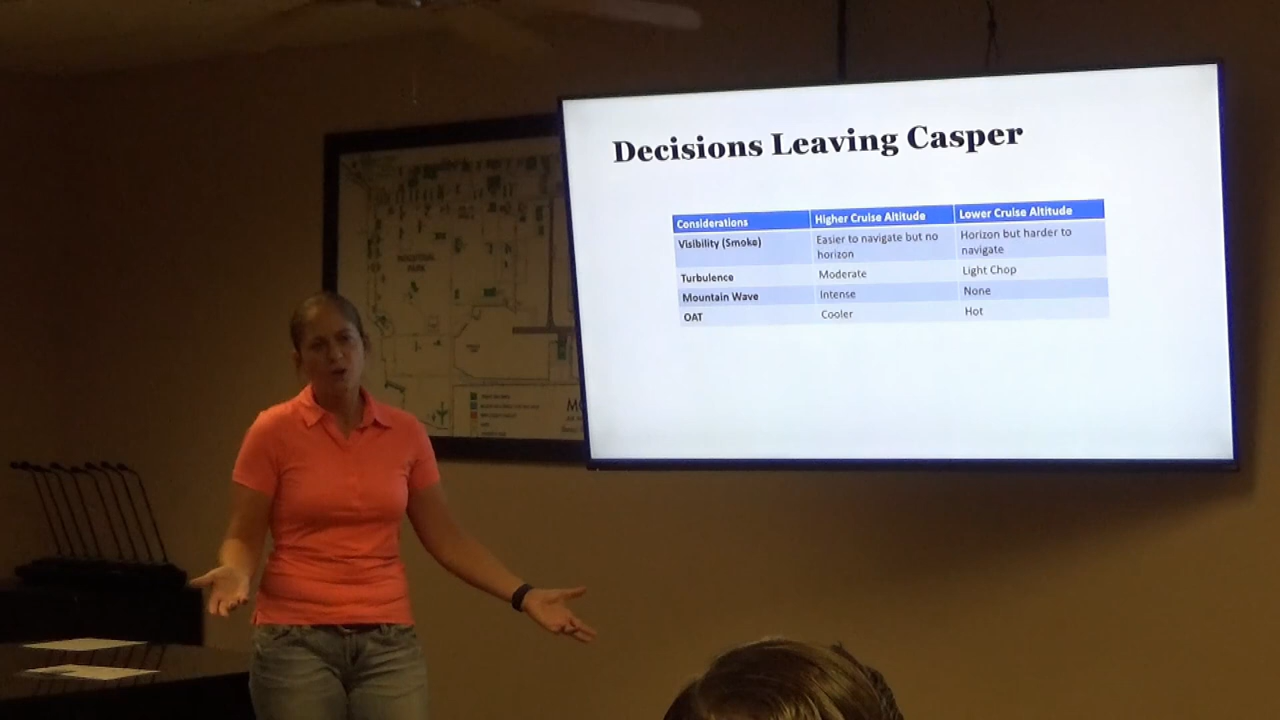 Decisions Leaving Casper
Considerations Higher Cruise Altitude Lower Cruise Altitude
Visibility (Smoke) Easier to navigate but no Horizon but harder to
horizon navigate
Turbulence Moderate Light Chop
Mountain Wave Intense None
OAT Cooler Hot
PARK